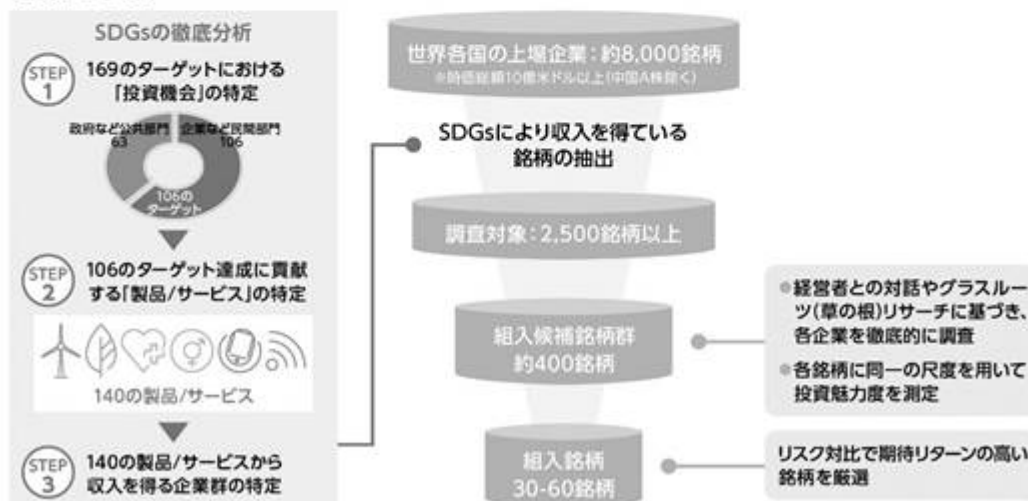 SDGsの徹底分析
STEP
1
169のターゲットにおける
「投資機会」の特定
政府など公共部門
63
企業など民間部門
106
106の
ターゲット
STEP
2
106のターゲット達成に貢献
する「製品/サービス」の特定
140の製品/サービス
STEP
3
140の製品/サービスから
収入を得る企業群の特定
世界各国の上場企業：約8,000銘柄
※時価総額10億米ドル以上(中国A株除く)
SDGsにより収入を得ている
銘柄の抽出
調査対象：2,500銘柄以上
組入候補銘柄群
約400銘柄
●経営者との対話やグラスルー
ツ(草の根)リサーチに基づき、
各企業を徹底的に調査
●各銘柄に同一の尺度を用いて
投資魅力度を測定
組入銘柄
30-60銘柄
リスク対比で期待リターンの高い
銘柄を厳選